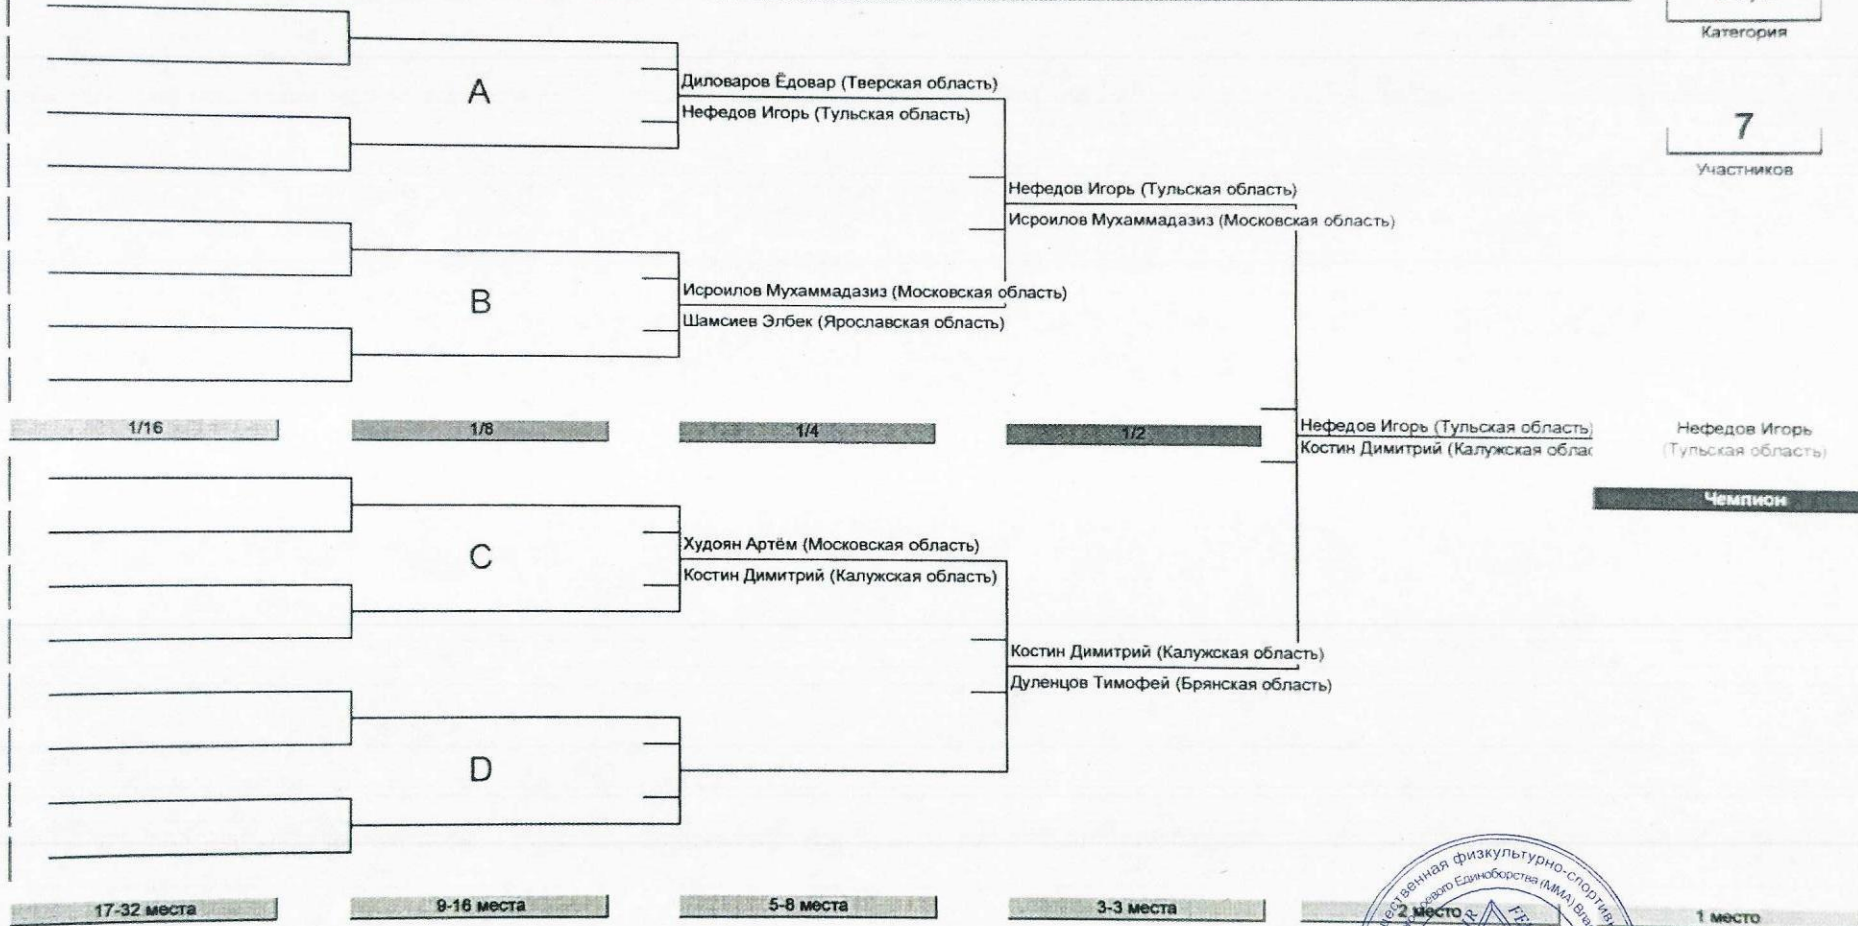 Категория
A
Диловаров Ёдовар (Тверская область)
Нефедов Игорь (Тульская область)
7
Участников
Нефедов Игорь (Тульская область)
Исроилов Мухаммадазиз (Московская область)
B
Исроилов Мухаммадазиз (Московская область)
Шамсиев Элбек (Ярославская область)
1/16
1/8
1/4
1/2
Нефедов Игорь (Тульская область)
Костин Димитрий (Калужская облас
Нефедов Игорь
(Тульская область)
Чемпион
C
Худоян Артём (Московская область)
Костин Димитрий (Калужская область)
Костин Димитрий (Калужская область)
Дуленцов Тимофей (Брянская область)
D
17-32 места
9-16 места
5-8 места
3-3 места
2 место
1 место
физкультурно-спортивн
Единоборства (ММА)